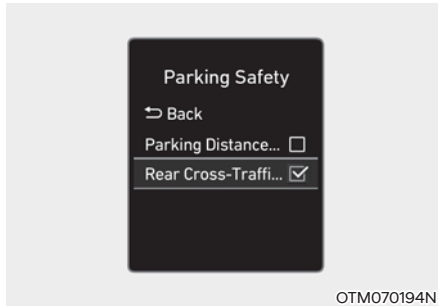 Parking Safety
Back
Parking Distance...
Rear Cross-Traffi...
OTM070194N